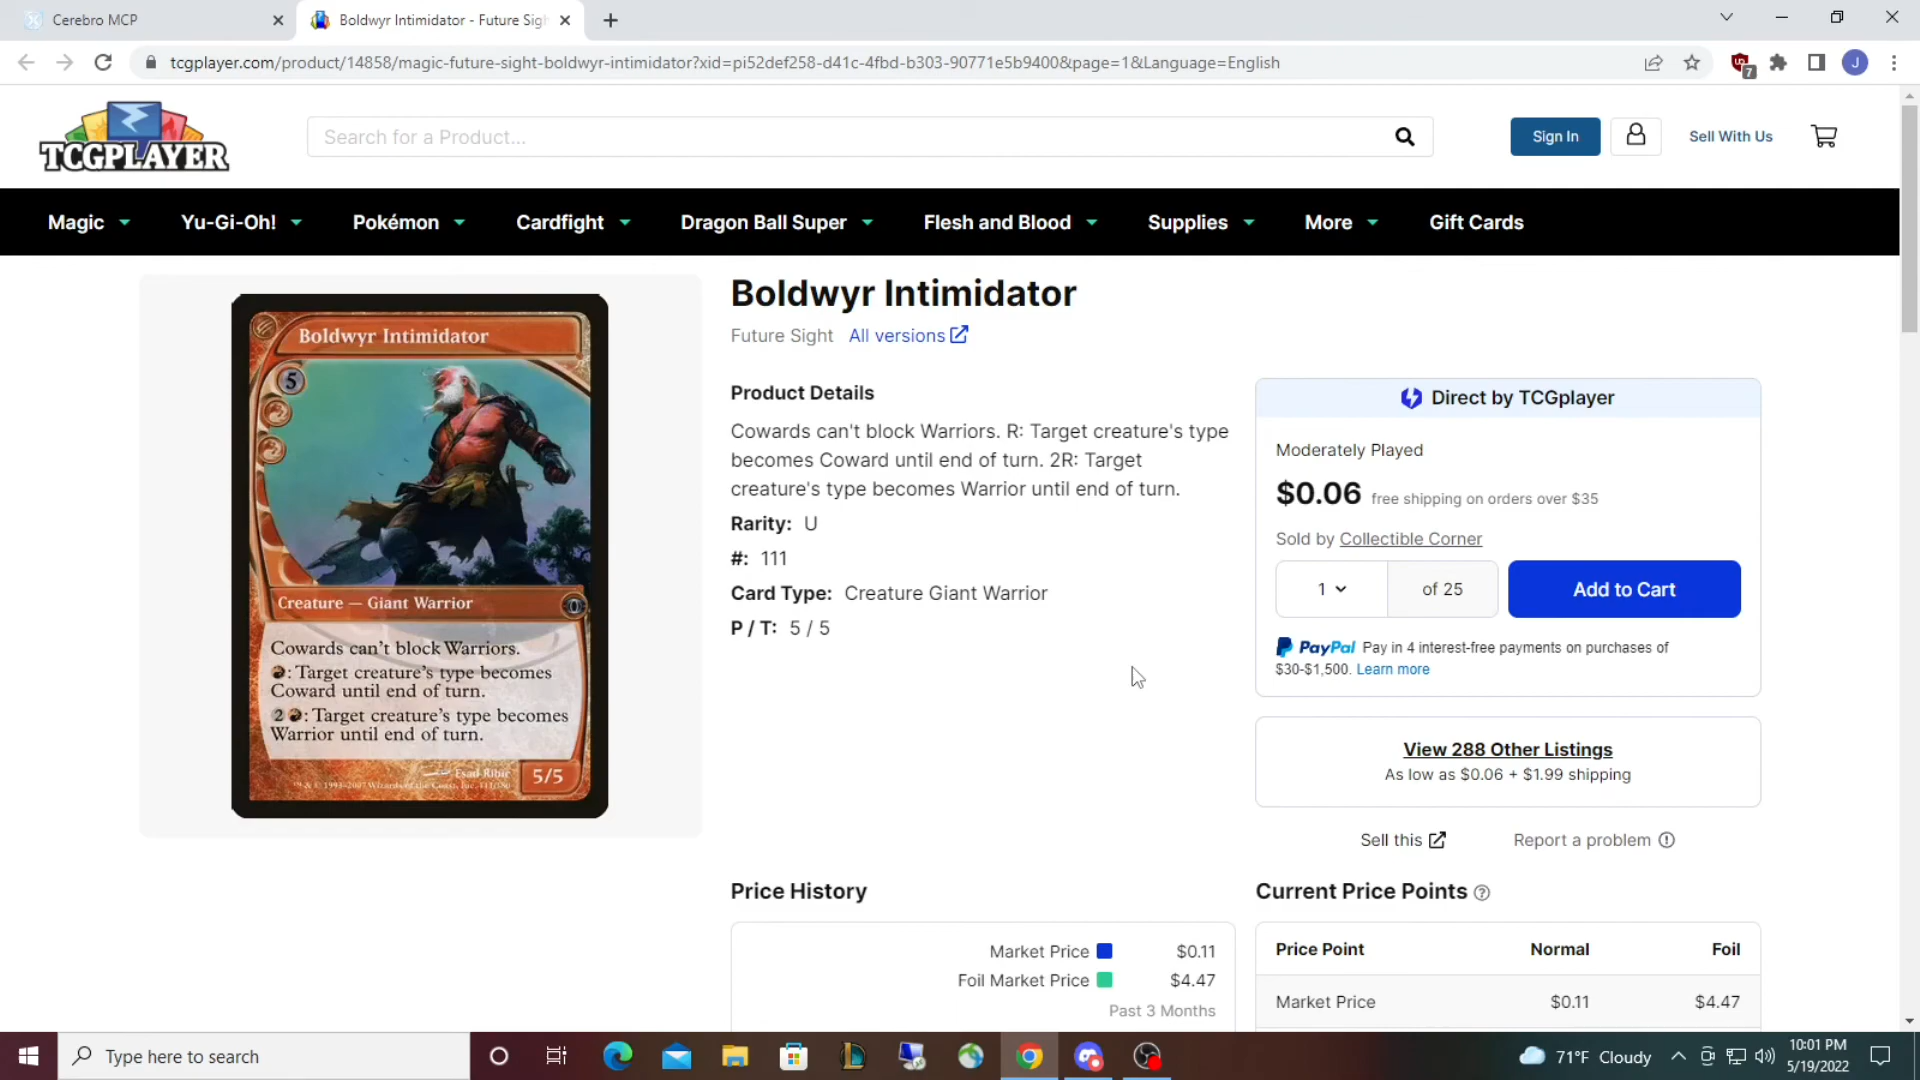 Cerebro MCP
Boldwyr Intimidator - Future Sigh
tcgplayer.com/product/14858/magic-future-sight-boldwyr-intimidator?xid=pi52def258-d41c-4fbd-b303-90771e5b9400&page=1&Language=English
7
J
TCGPLAYER
Search for a Product...
Sign In
Sell With Us
Magic
Yu-Gi-Oh!
Pokémon
Cardfight
Dragon Ball Super
Flesh and Blood
Supplies
More
Gift Cards
Boldwyr Intimidator
5
Creature — Giant Warrior
Cowards can't block Warriors.
: Target creature's type becomes
Coward until end of turn.
2 : Target creature's type becomes
Warrior until end of turn.
5/5
Boldwyr Intimidator
Future Sight All versions
Product Details
Cowards can't block Warriors. R: Target creature's type
becomes Coward until end of turn. 2R: Target
creature's type becomes Warrior until end of turn.
Rarity: U
#: 111
Card Type: Creature Giant Warrior
P / T: 5 / 5
Direct by TCGplayer
Moderately Played
$0.06 free shipping on orders over $35
Sold by Collectible Corner
1 of 25 Add to Cart
PayPal Pay in 4 interest-free payments on purchases of
$30-$1,500. Learn more
View 288 Other Listings
As low as $0.06 + $1.99 shipping
Sell this Report a problem
Price History
Market Price $0.11
Foil Market Price $4.47
Past 3 Months
Current Price Points
Price Point Normal Foil
Market Price $0.11 $4.47
Type here to search
71°F Cloudy
10:01 PM
5/19/2022